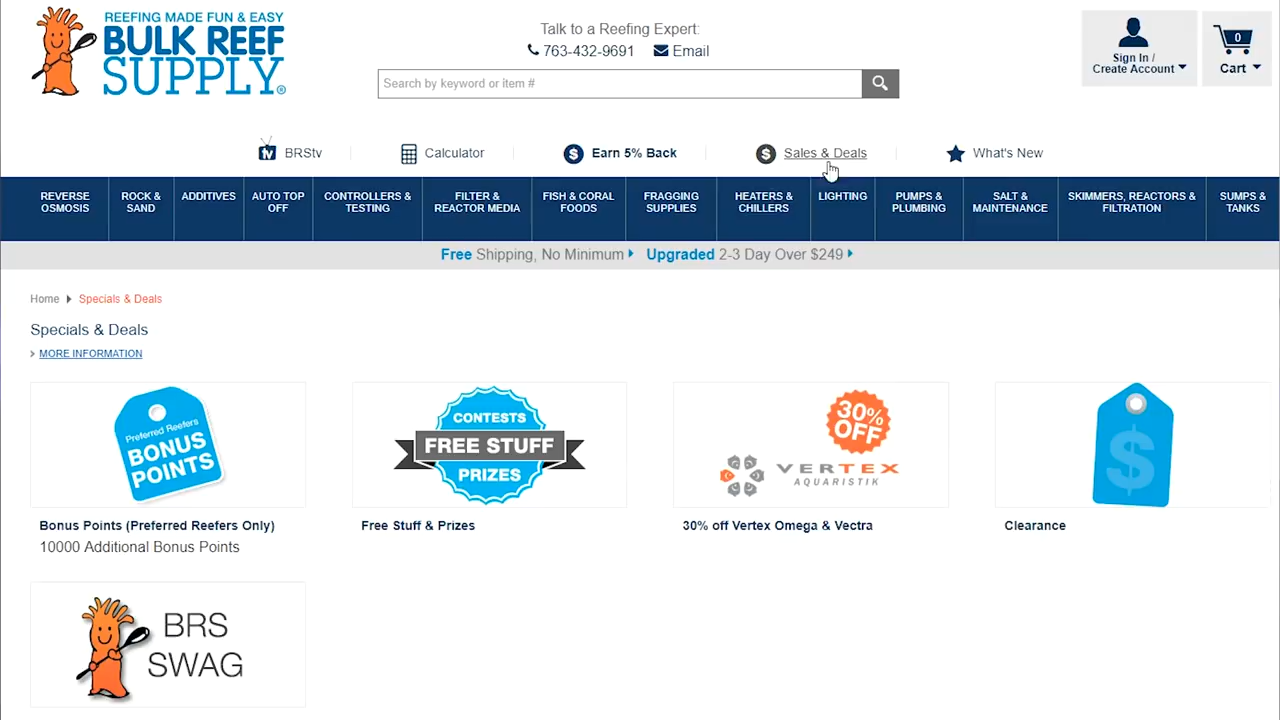 REEFING MADE FUN & EASY
BULK REEF
SUPPLY®
Talk to a Reefing Expert:
763-432-9691 Email
Search by keyword or item #
Sign In /
Create Account
0
Cart
tv BRStv
Calculator
$ Earn 5% Back
$ Sales & Deals
What's New
REVERSE
OSMOSIS
ROCK &
SAND
ADDITIVES
AUTO TOP
OFF
CONTROLLERS &
TESTING
FILTER &
REACTOR MEDIA
FISH & CORAL
FOODS
FRAGGING
SUPPLIES
HEATERS &
CHILLERS
LIGHTING
PUMPS &
PLUMBING
SALT &
MAINTENANCE
SKIMMERS, REACTORS &
FILTRATION
SUMPS &
TANKS
Free Shipping, No Minimum Upgraded 2-3 Day Over $249
Home Specials & Deals
Specials & Deals
MORE INFORMATION
Preferred Reefers
BONUS
POINTS
Bonus Points (Preferred Reefers Only)
10000 Additional Bonus Points
CONTESTS
FREE STUFF
PRIZES
Free Stuff & Prizes
30%
OFF
VERTEX
AQUARISTIK
30% off Vertex Omega & Vectra
$
Clearance
BRS
SWAG